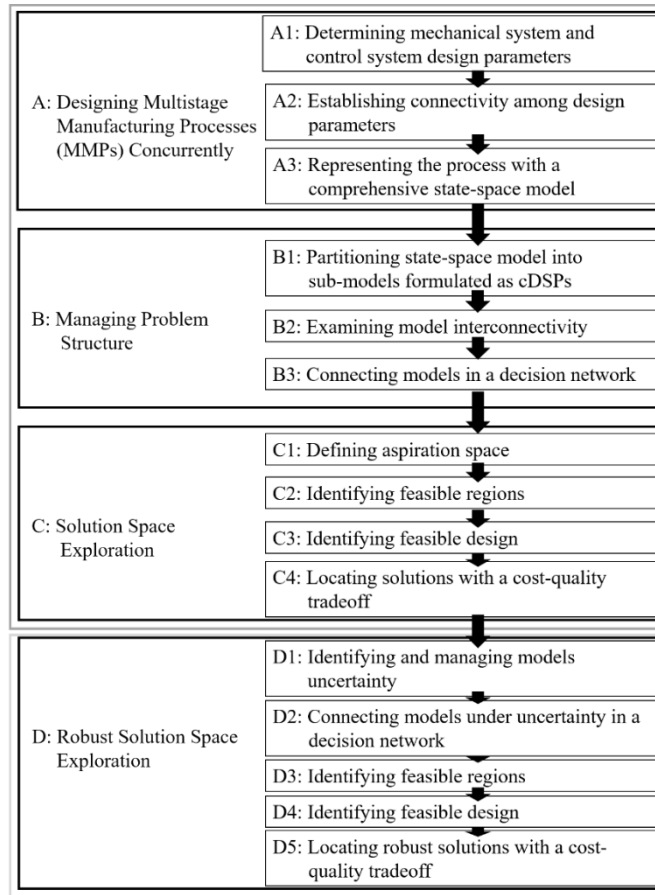 A: Designing Multistage
Manufacturing Processes
(MMPs) Concurrently
A1: Determining mechanical system and
control system design parameters
A2: Establishing connectivity among design
parameters
A3: Representing the process with a
comprehensive state-space model
B: Managing Problem
Structure
B1: Partitioning state-space model into
sub-models formulated as cDSPs
B2: Examining model interconnectivity
B3: Connecting models in a decision network
C: Solution Space
Exploration
C1: Defining aspiration space
C2: Identifying feasible regions
C3: Identifying feasible design
C4: Locating solutions with a cost-quality
tradeoff
D: Robust Solution Space
Exploration
D1: Identifying and managing models
uncertainty
D2: Connecting models under uncertainty in a
decision network
D3: Identifying feasible regions
D4: Identifying feasible design
D5: Locating robust solutions with a cost-
quality tradeoff